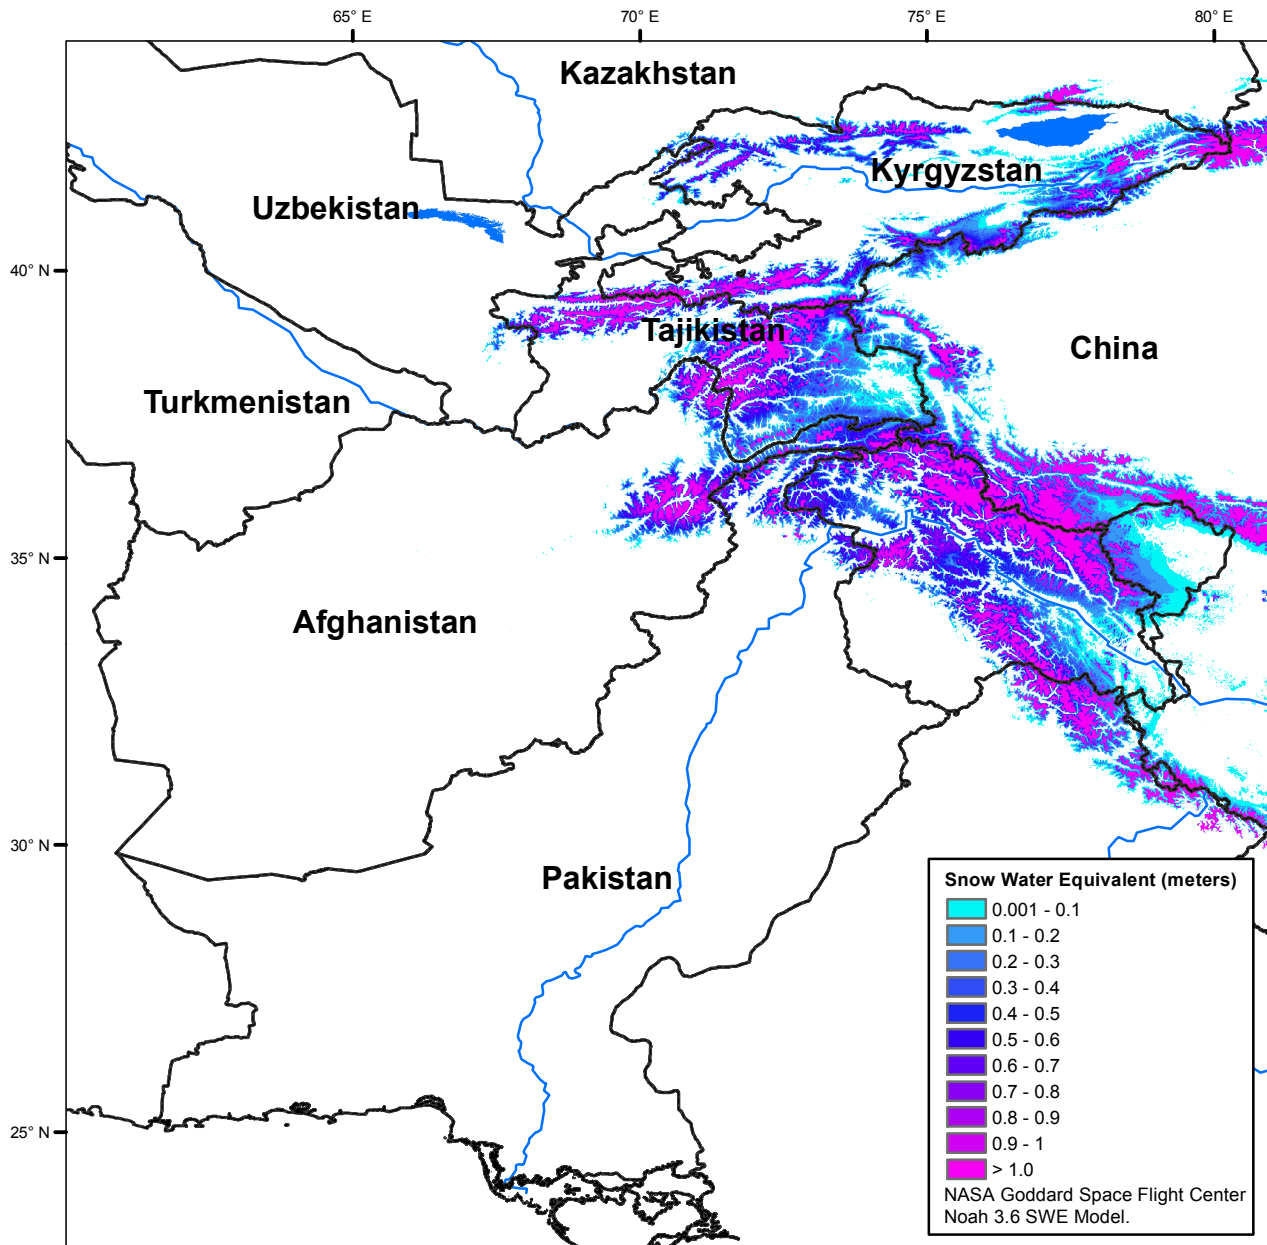 65° E
70° E
75° E
80° E
Kazakhstan
Kyrgyzstan
Uzbekistan
40° N
Tajikistan
China
Turkmenistan
35° N
Afghanistan
30° N
Pakistan
25° N
Snow Water Equivalent (meters)
0.001 - 0.1
0.1 - 0.2
0.2 - 0.3
0.3 - 0.4
0.4 - 0.5
0.5 - 0.6
0.6 - 0.7
0.7 - 0.8
0.8 - 0.9
0.9 - 1
> 1.0
NASA Goddard Space Flight Center
Noah 3.6 SWE Model.